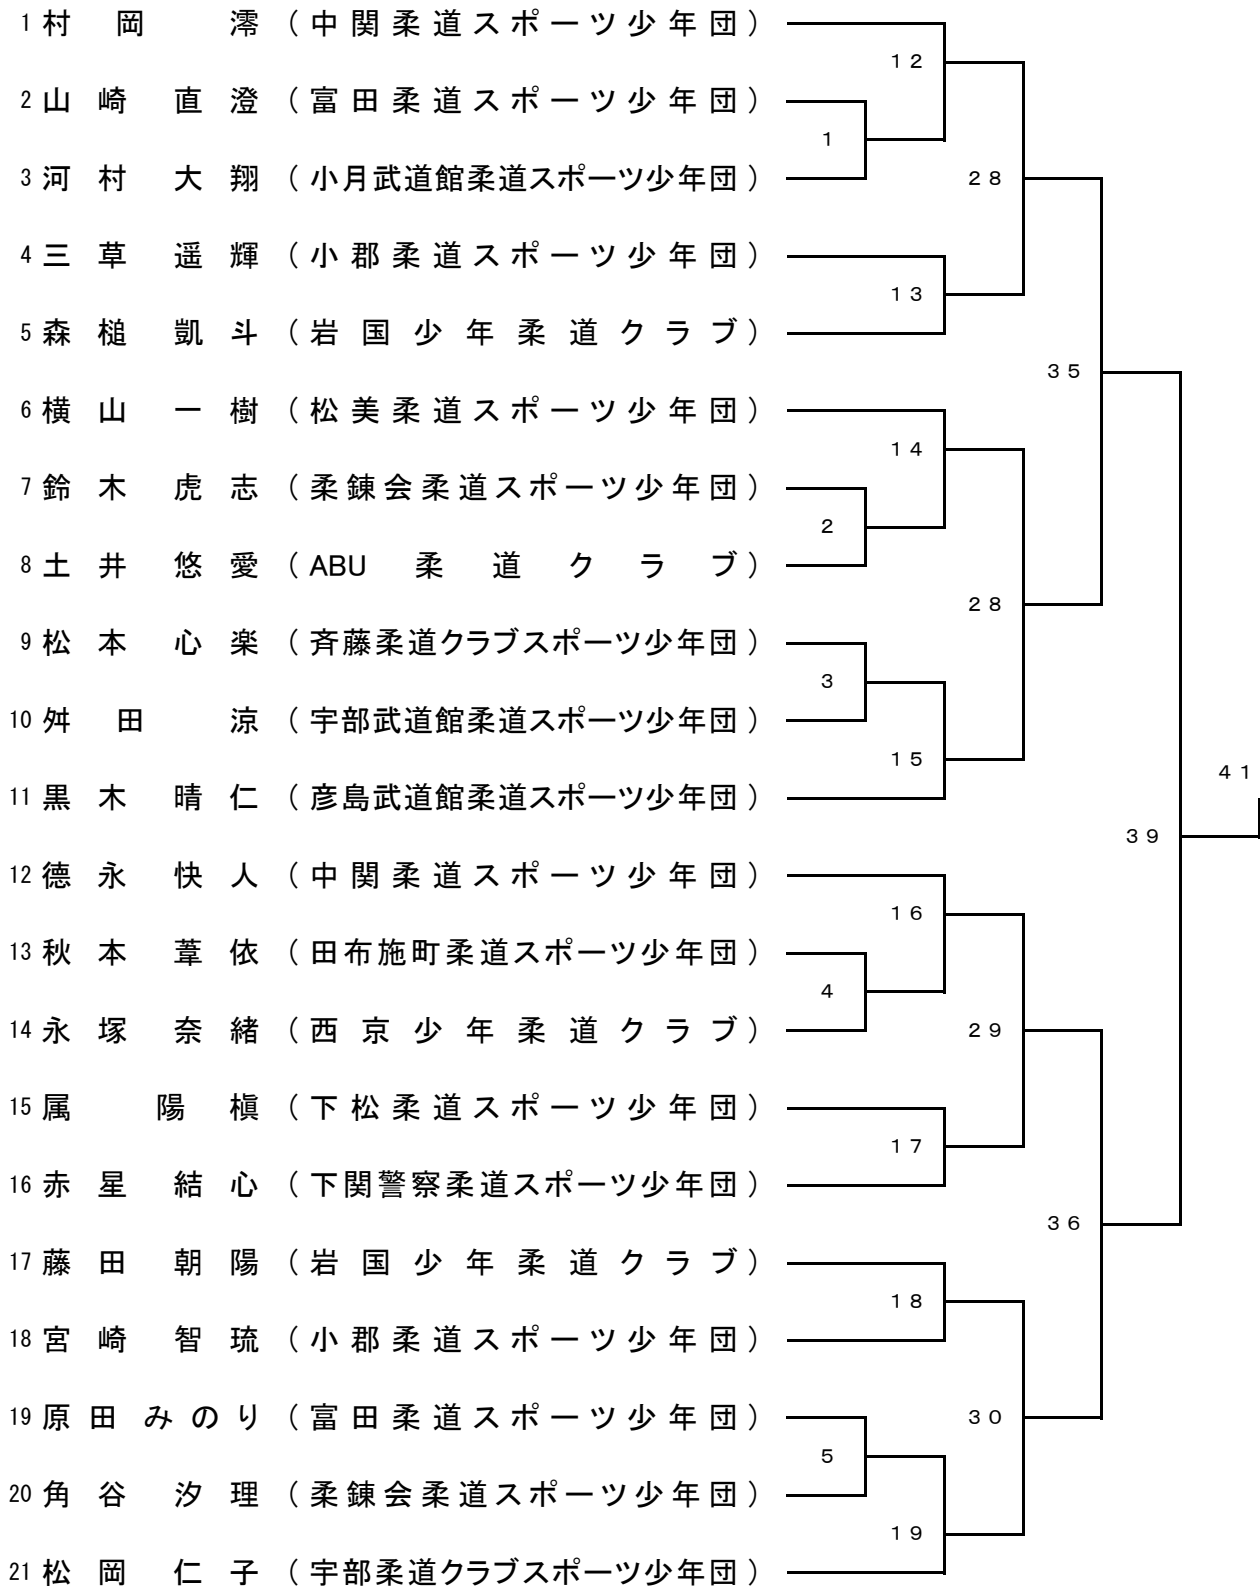 1 村岡 澪 (中関柔道スポーツ少年団)
12
2 山崎 直澄 (富田柔道スポーツ少年団)
1
3 河村 大翔 (小月武道館柔道スポーツ少年団)
28
4 三草 遥輝 (小郡柔道スポーツ少年団)
13
5 森槌 凱斗 (岩国少年柔道クラブ)
35
6 横山 一樹 (松美柔道スポーツ少年団)
14
7 鈴木 虎志 (柔錬会柔道スポーツ少年団)
2
8 土井 悠愛 (ABU柔道クラブ)
28
9 松本 心楽 (斉藤柔道クラブスポーツ少年団)
3
10 舛田 涼 (宇部武道館柔道スポーツ少年団)
15
41
11 黒木 晴仁 (彦島武道館柔道スポーツ少年団)
39
12 德永 快人 (中関柔道スポーツ少年団)
16
13 秋本 葦依 (田布施町柔道スポーツ少年団)
4
14 永塚 奈緒 (西京少年柔道クラブ)
29
15 属 陽槇 (下松柔道スポーツ少年団)
17
16 赤星 結心 (下関警察柔道スポーツ少年団)
36
17 藤田 朝陽 (岩国少年柔道クラブ)
18
18 宮崎 智琉 (小郡柔道スポーツ少年団)
19 原田 みのり (富田柔道スポーツ少年団)
30
5
20 角谷 汐理 (柔錬会柔道スポーツ少年団)
19
21 松岡 仁子 (宇部柔道クラブスポーツ少年団)